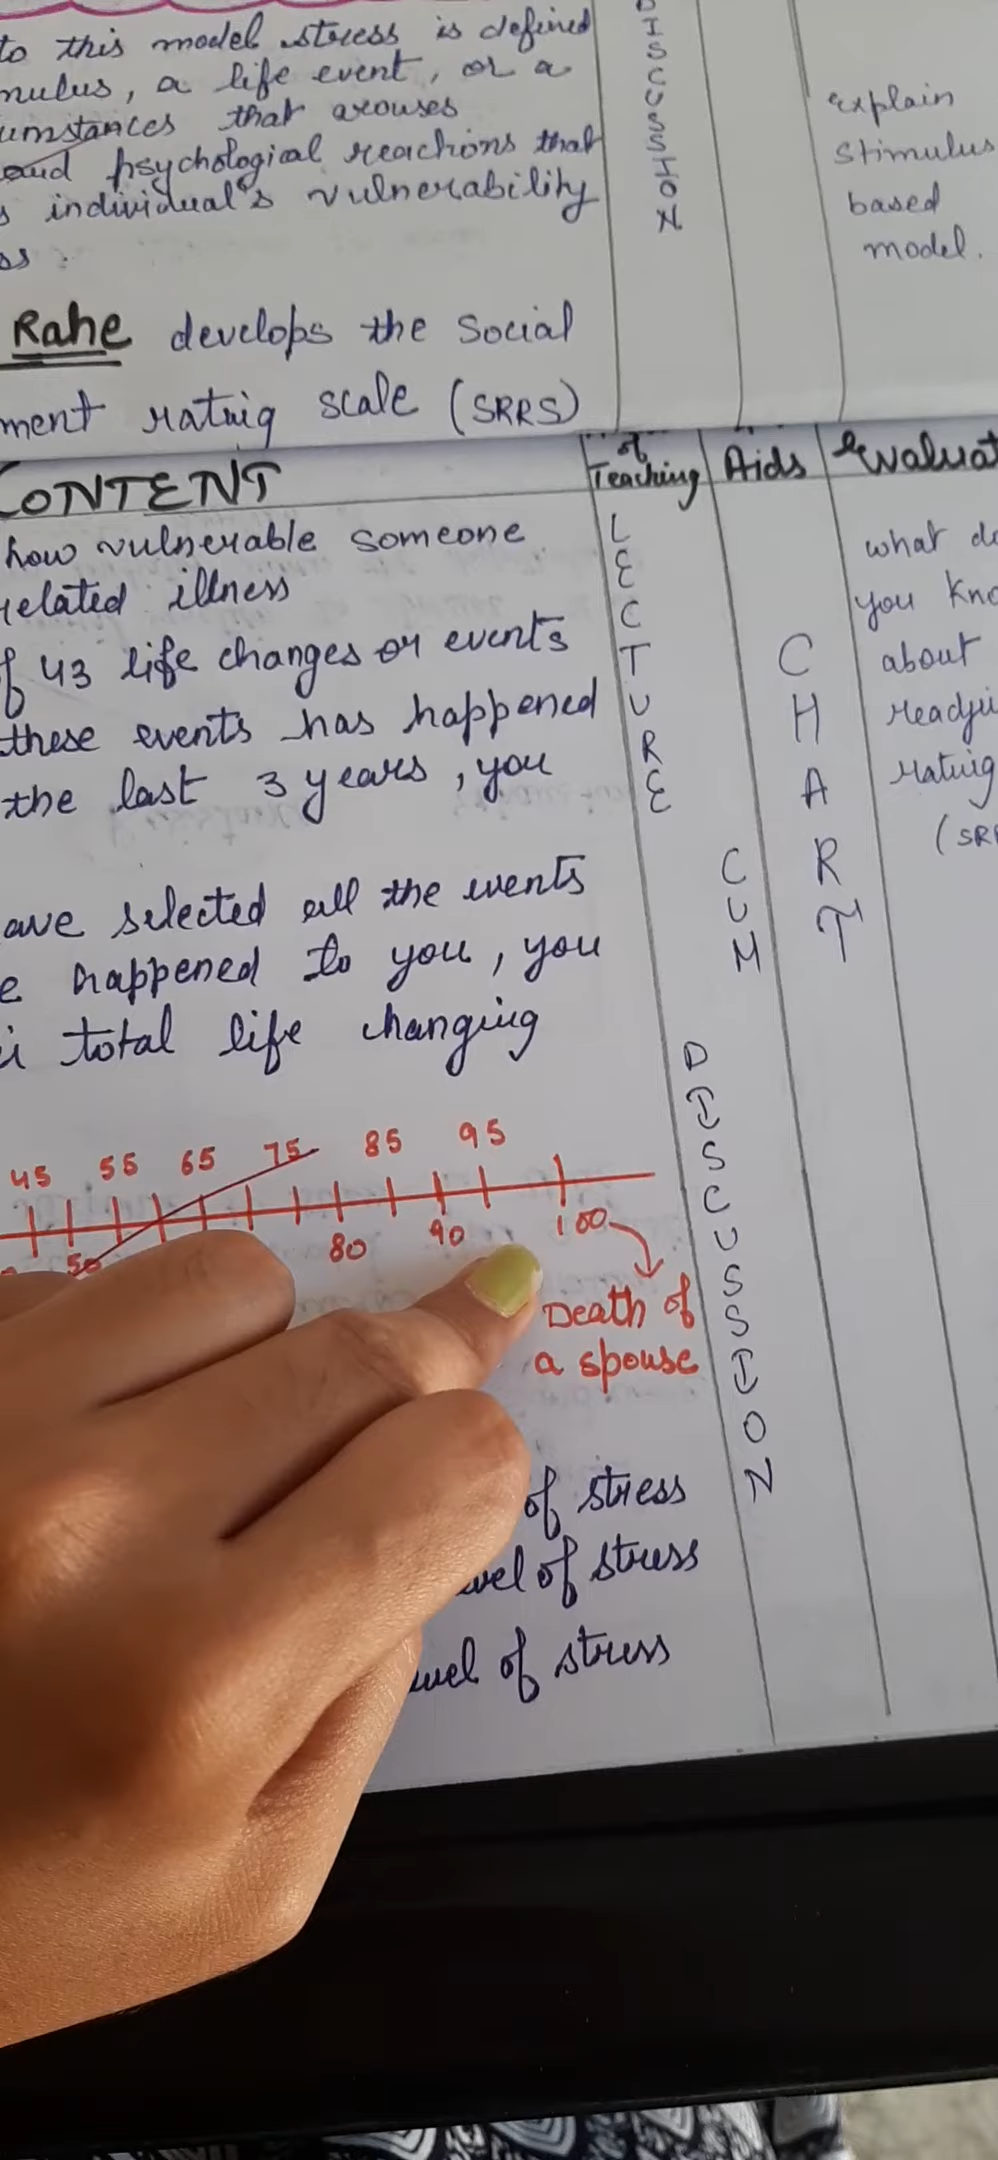 to this model stress is defined
mulus, a life event, or a
umstances that arouses
and psychological reactions that
s individual's vulnerability
ss.
DISCUSSION
explain
stimulus
based
model.
Rahe develops the social
ment rating scale (SRRS)
CONTENT
of
Teaching
Aids
Evaluat
how vulnerable someone
related illness
f 43 life changes or events
these events has happened
the last 3 years, you
ave selected all the events
e happened to you, you
total life changing
LECTURE
CUM
DISCUSSION
CHART
what do
you kno
about
readju
rating
(SRR
45 55 65 75 85 95
50 80 90 100
Death of
a spouse
of stress
evel of stress
evel of stress